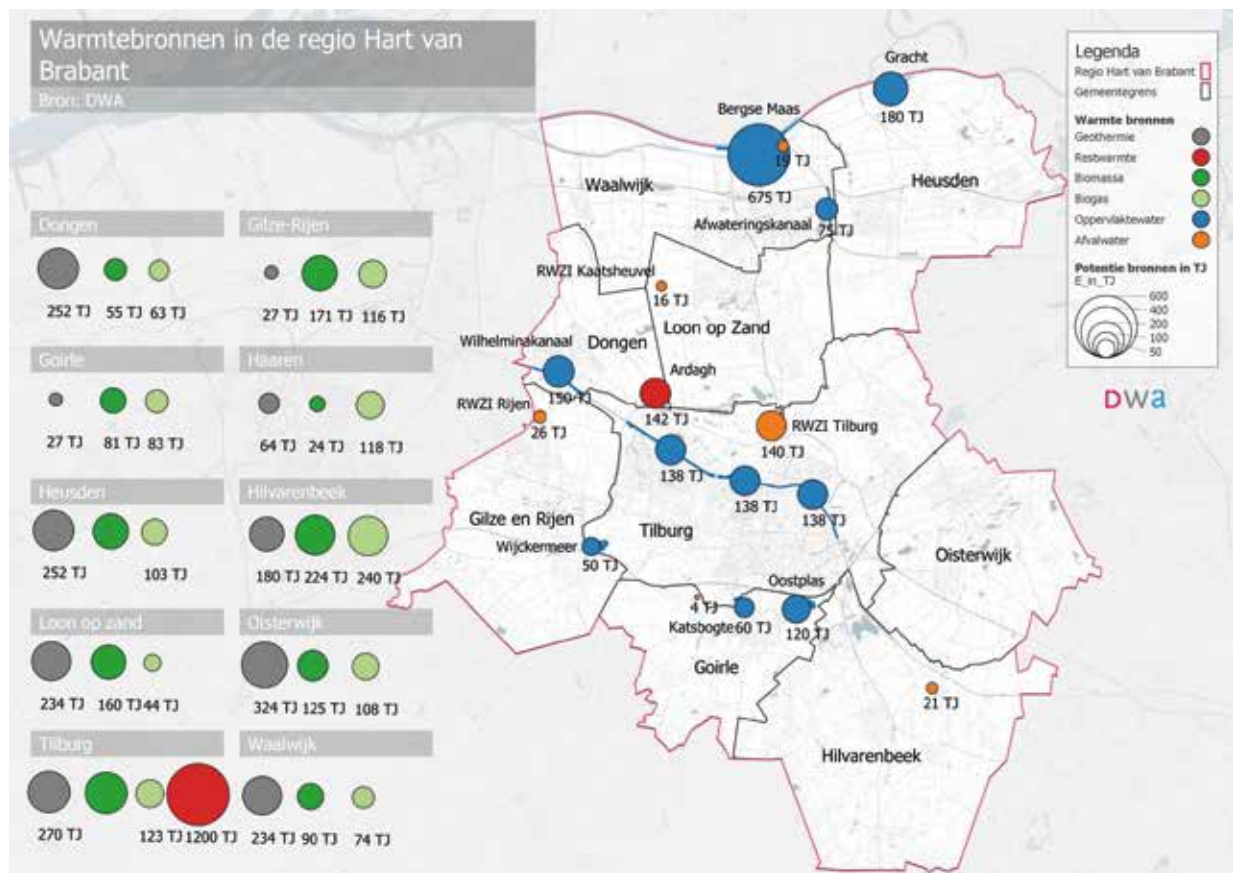 Warmtebronnen in de regio Hart van
Brabant
Bron: DWA
Dongen
252 TJ 55 TJ 63 TJ
Gilze-Rijen
27 TJ 171 TJ 116 TJ
Goirle
27 TJ 81 TJ 83 TJ
Haaren
64 TJ 24 TJ 118 TJ
Heusden
252 TJ 103 TJ
Hilvarenbeek
180 TJ 224 TJ 240 TJ
Loon op zand
234 TJ 160 TJ 44 TJ
Oisterwijk
324 TJ 125 TJ 108 TJ
Tilburg
270 TJ 123 TJ 1200 TJ
Waalwijk
234 TJ 90 TJ 74 TJ
Gracht
180 TJ
Bergse Maas
19 TJ
675 TJ
Waalwijk
Heusden
Afwateringskanaal
75 TJ
RWZI Kaatsheuvel
16 TJ
Loon op Zand
Dongen
Wilhelminakanaal
150 TJ
Ardagh
142 TJ
RWZI Rijen
26 TJ
RWZI Tilburg
140 TJ
138 TJ
138 TJ
138 TJ
Gilze en Rijen
Tilburg
Wijckermeer
50 TJ
Oisterwijk
Oostplas
4 TJ
Katsbogte 60 TJ
120 TJ
Goirle
21 TJ
Hilvarenbeek
Legenda
Regio Hart van Brabant
Gemeentegrens
Warmte bronnen
Geothermie
Restwarmte
Biomassa
Biogas
Oppervlaktewater
Afvalwater
Potentie bronnen in TJ
E_in_TJ
600
400
200
100
50
DWa